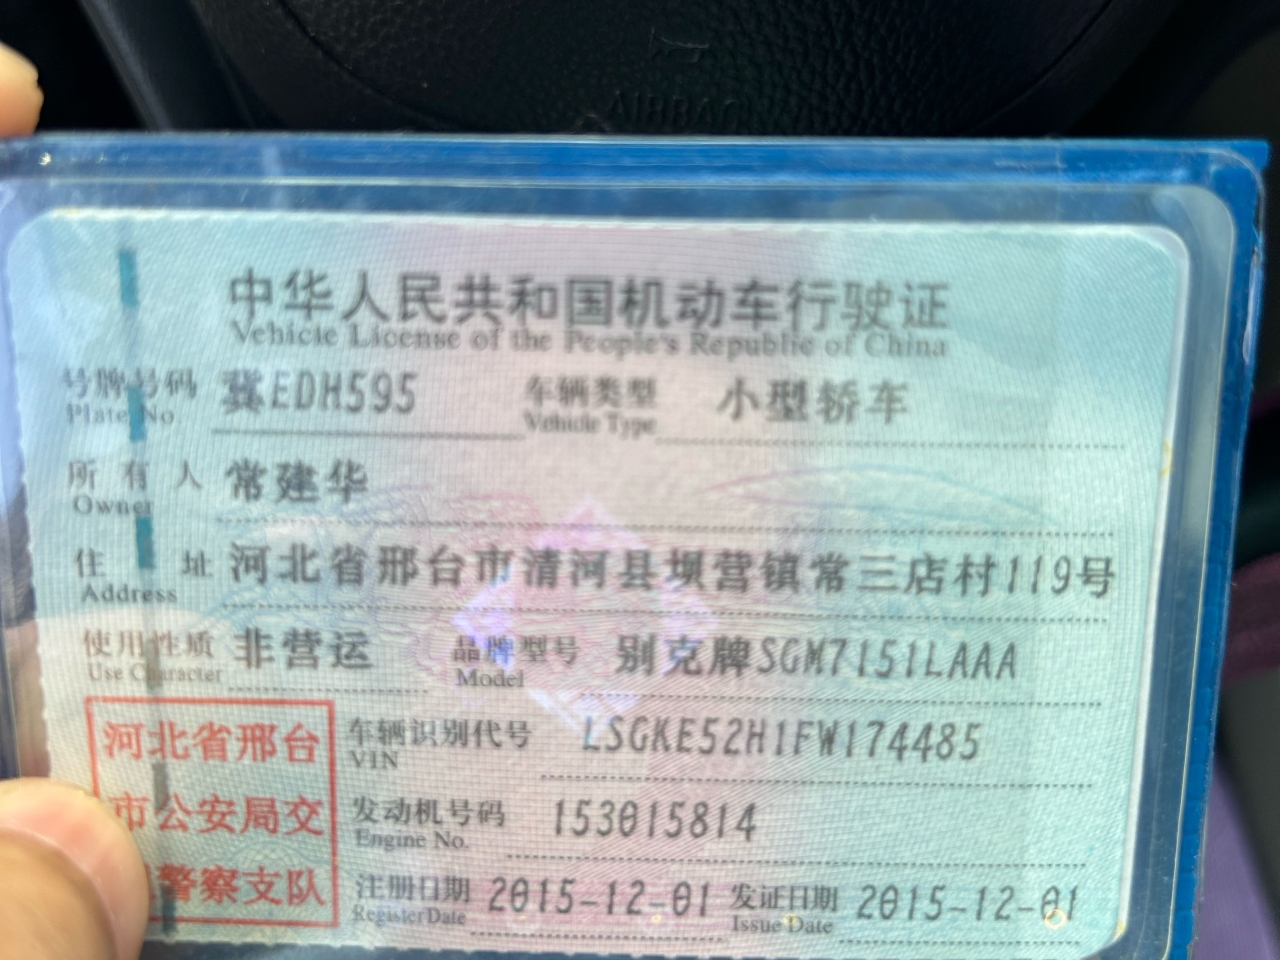 AIRBAG
中华人民共和国机动车行驶证
Vehicle License of the People's Republic of China
号牌号码 冀EDH595 车辆类型 小型轿车
Plate No Vehicle Type
所有人 常建华
Owner
住址 河北省邢台市清河县坝营镇常三店村119号
Address
使用性质 非营运 品牌型号 别克牌SGM7151LAAA
Use Character Model
河北省邢台 车辆识别代号 LSGKE52H1FW174485
VIN
市公安局交 发动机号码 153015814
Engine No.
警察支队 注册日期 2015-12-01 发证日期 2015-12-01
Register Date Issue Date